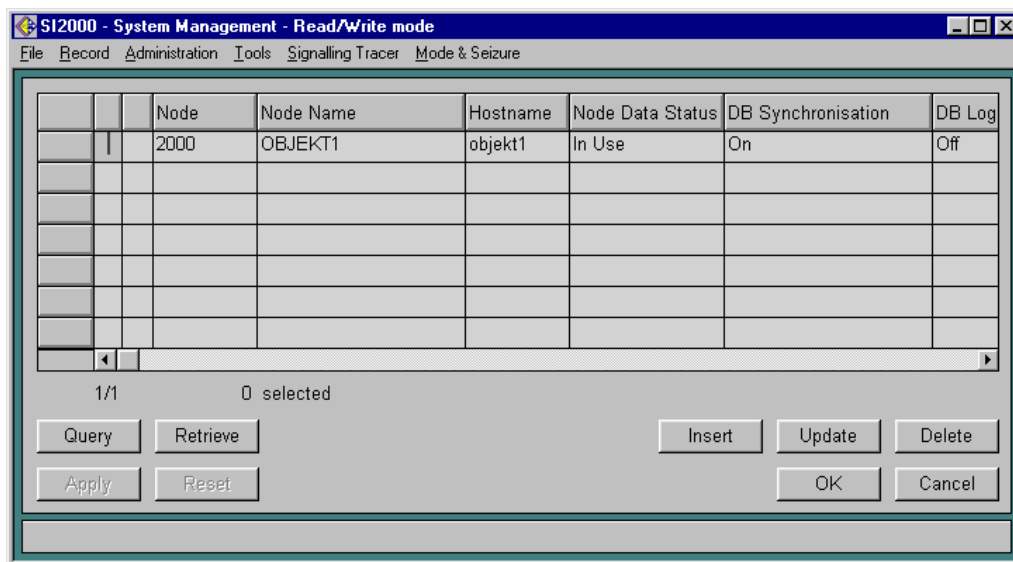 SI2000 - System Management - Read/Write mode
File Record Administration Tools Signalling Tracer Mode & Seizure
Node Node Name Hostname Node Data Status DB Synchronisation DB Log
2000 OBJEKT1 objekt1 In Use On Off
1/1 0 selected
Query Retrieve Insert Update Delete
Apply Reset OK Cancel